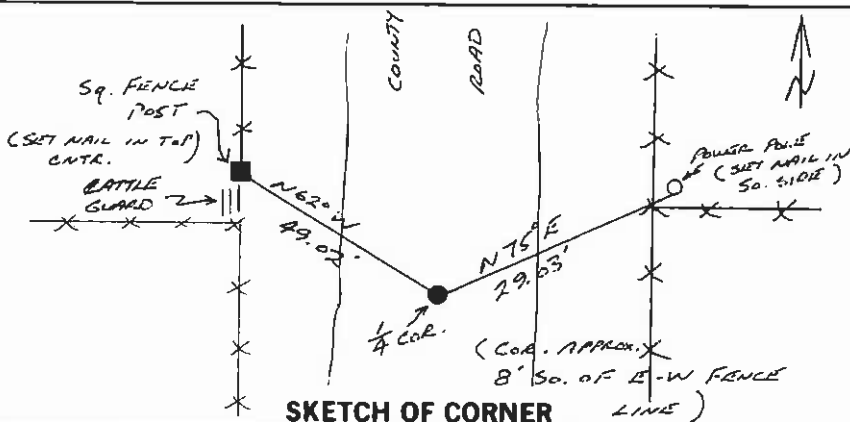 COUNTY
ROAD
N
Sq. FENCE
POST
(SET NAIL IN TOP)
CNTR.
CATTLE
GUARD
POWER POLE
(SET NAIL IN
So. SIDE)
N62°W
49.02'
N75°E
29.03'
1/4 COR.
(COR. APPROX.
8' So. OF E-W FENCE
LINE)
SKETCH OF CORNER